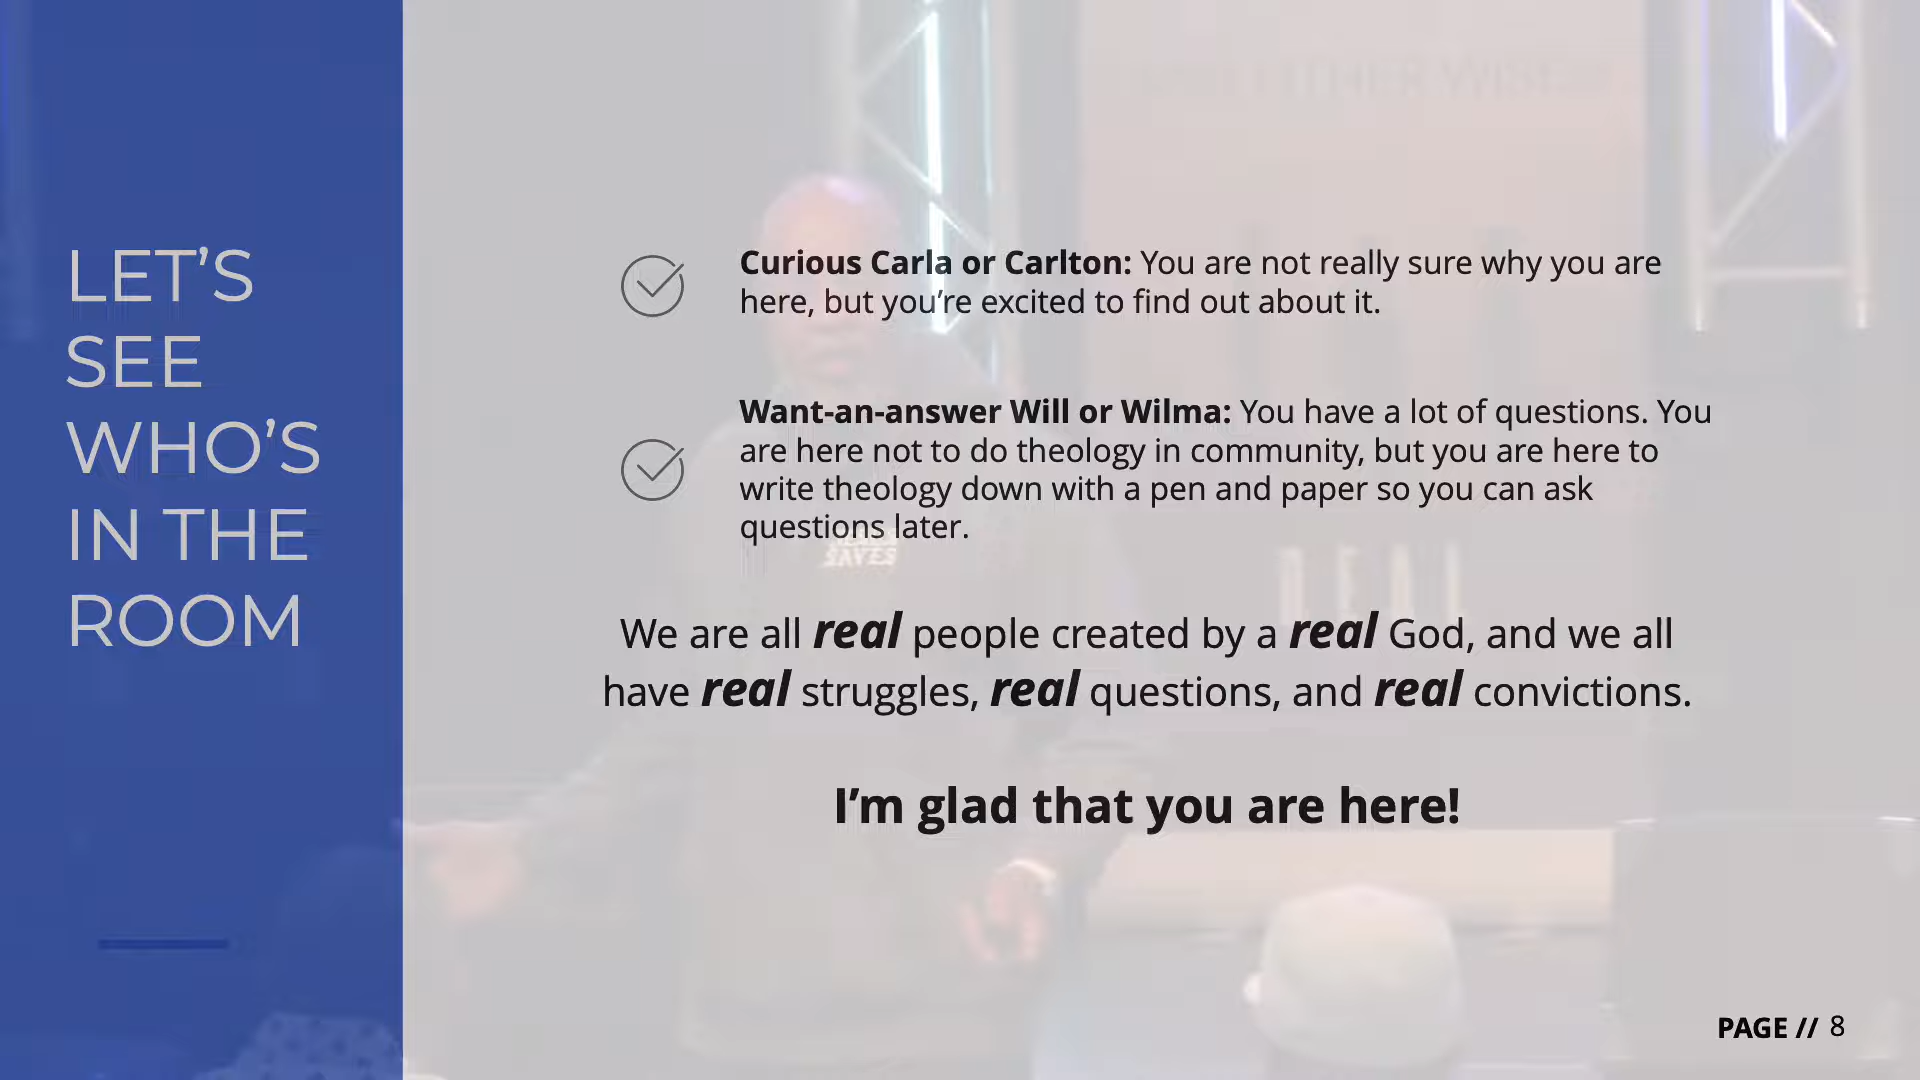 LET’S
SEE
WHO’S
IN THE
ROOM
Curious Carla or Carlton: You are not really sure why you are
here, but you’re excited to find out about it.
Want-an-answer Will or Wilma: You have a lot of questions. You
are here not to do theology in community, but you are here to
write theology down with a pen and paper so you can ask
questions later.
SAVES
REAL
We are all real people created by a real God, and we all
have real struggles, real questions, and real convictions.
I’m glad that you are here!
PAGE // 8